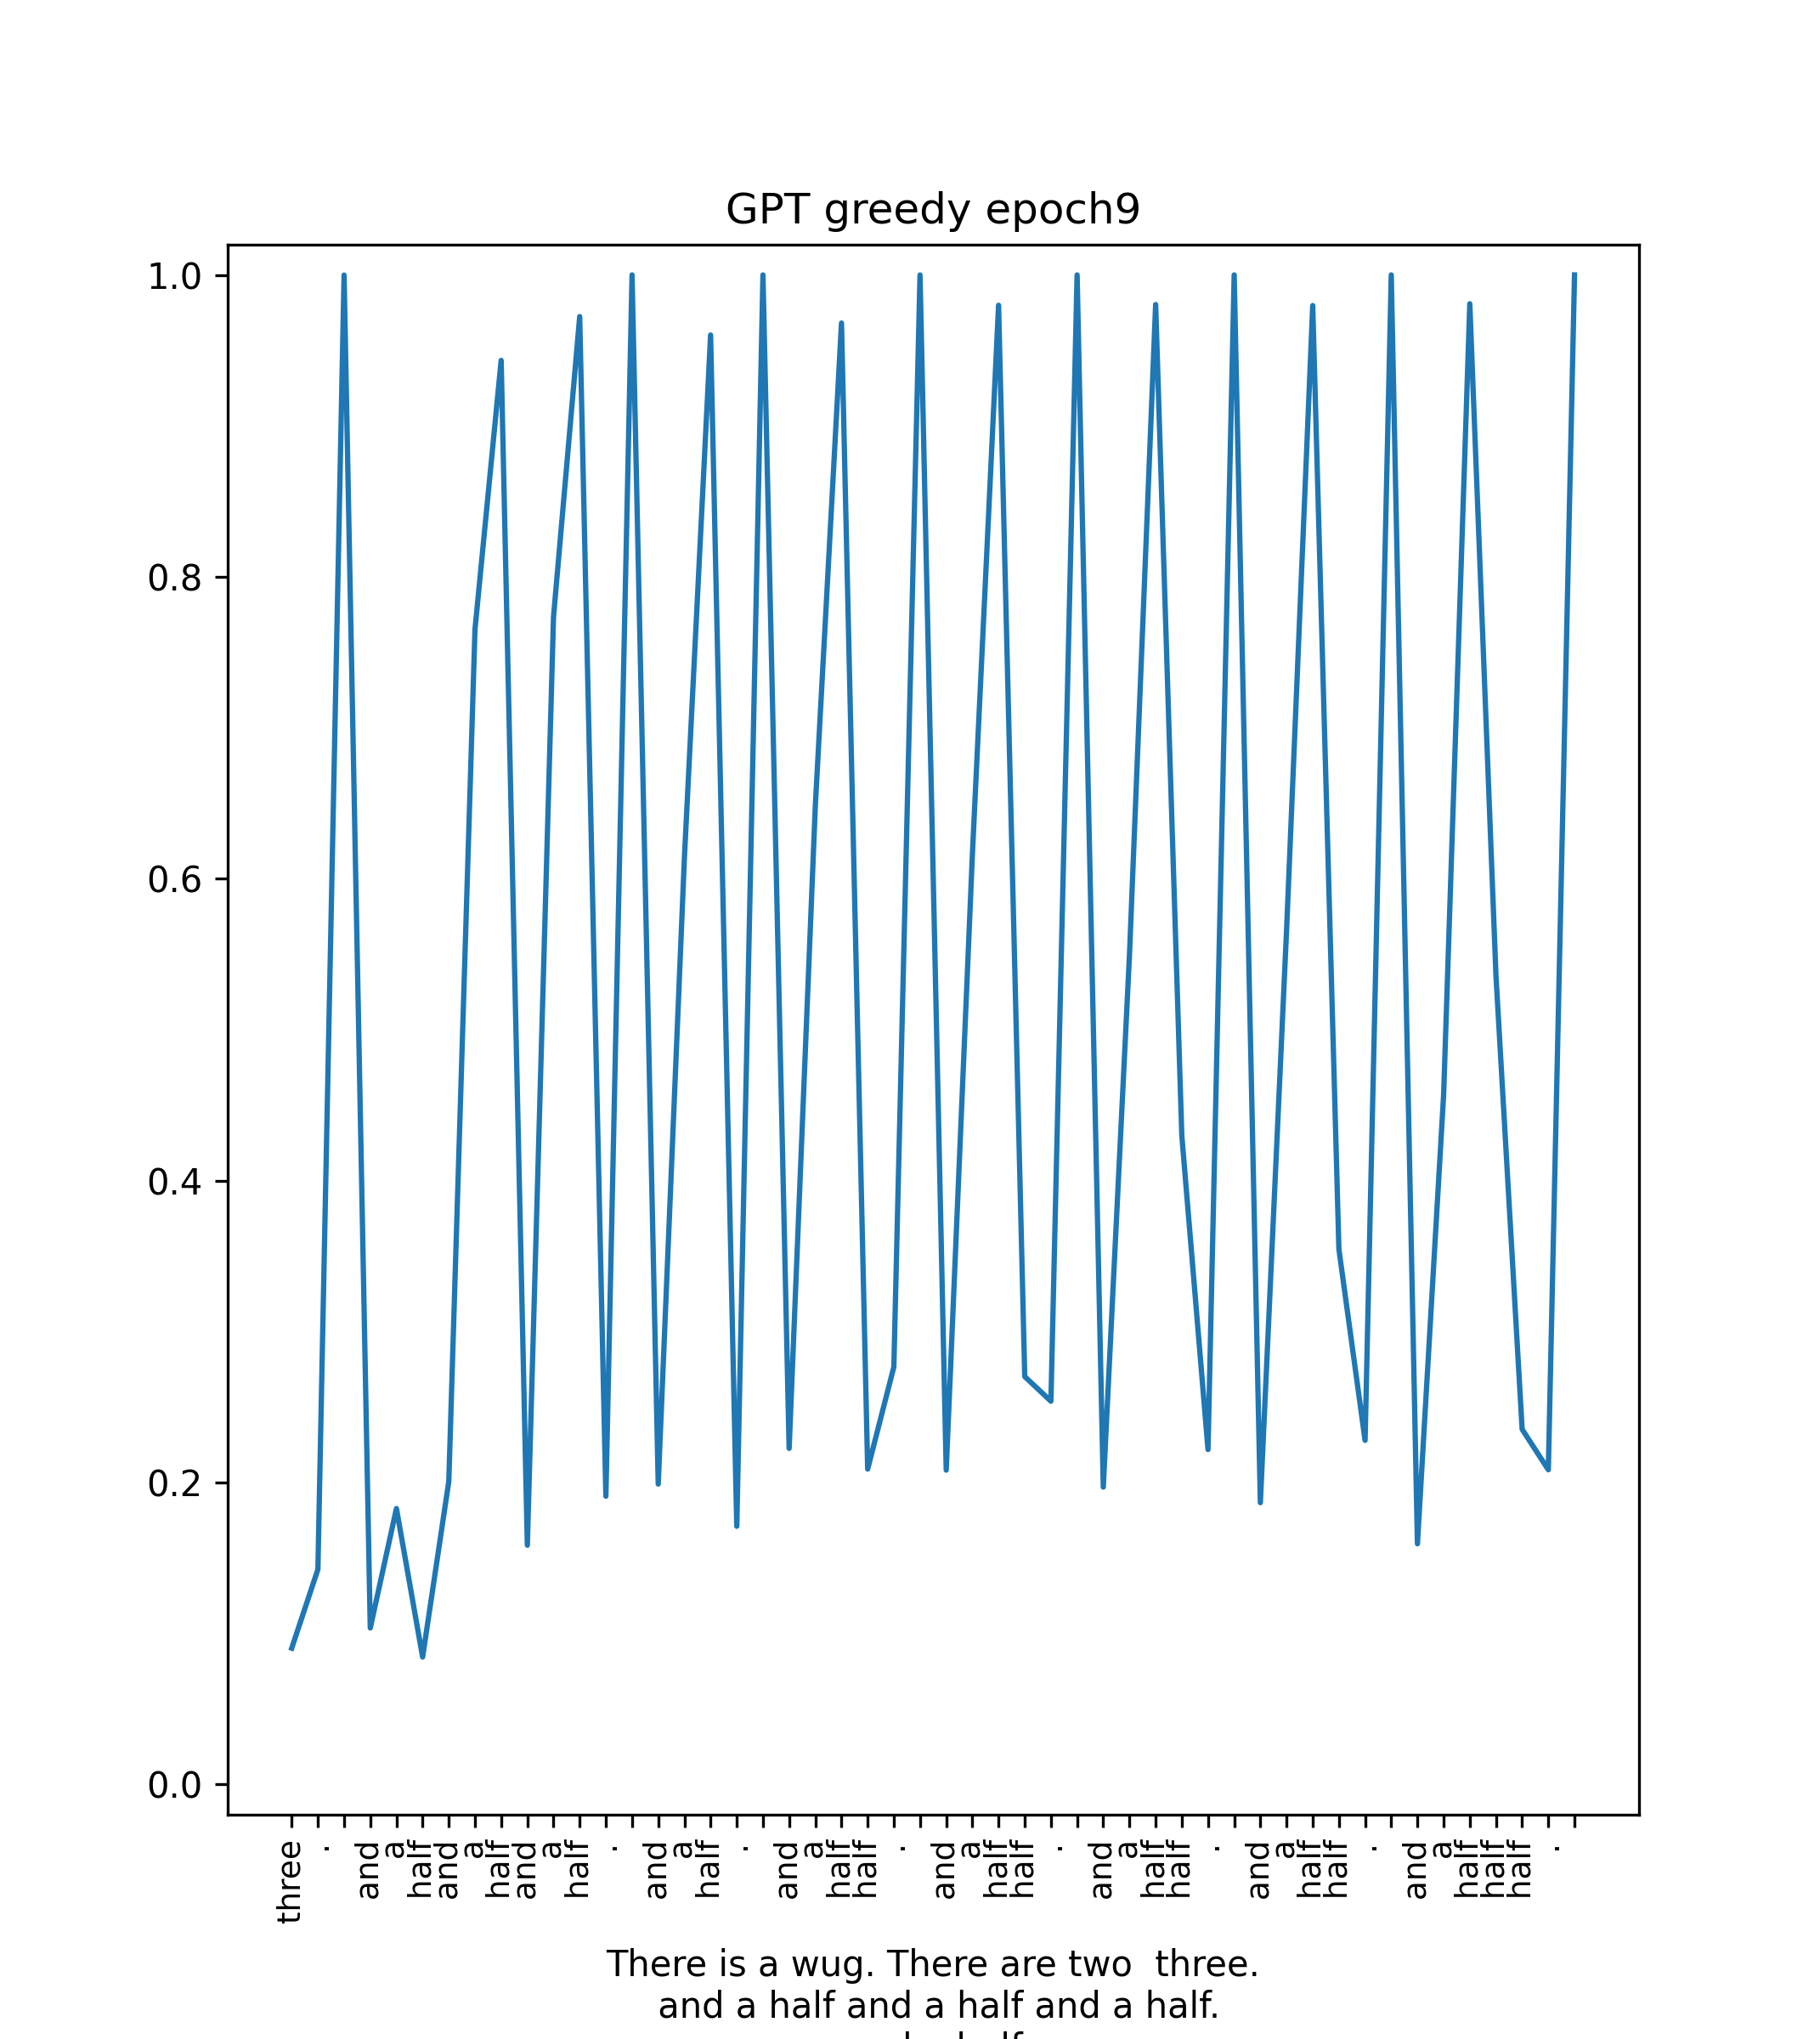 GPT greedy epoch9
1.0
0.8
0.6
0.4
0.2
0.0
three
.
and
a
half
and
a
half
and
a
half
.
and
a
half
.
and
a
half
half
.
and
a
half
half
.
and
a
half
half
.
and
a
half
half
.
and
a
half
half
half
.
There is a wug. There are two  three.
and a half and a half and a half.